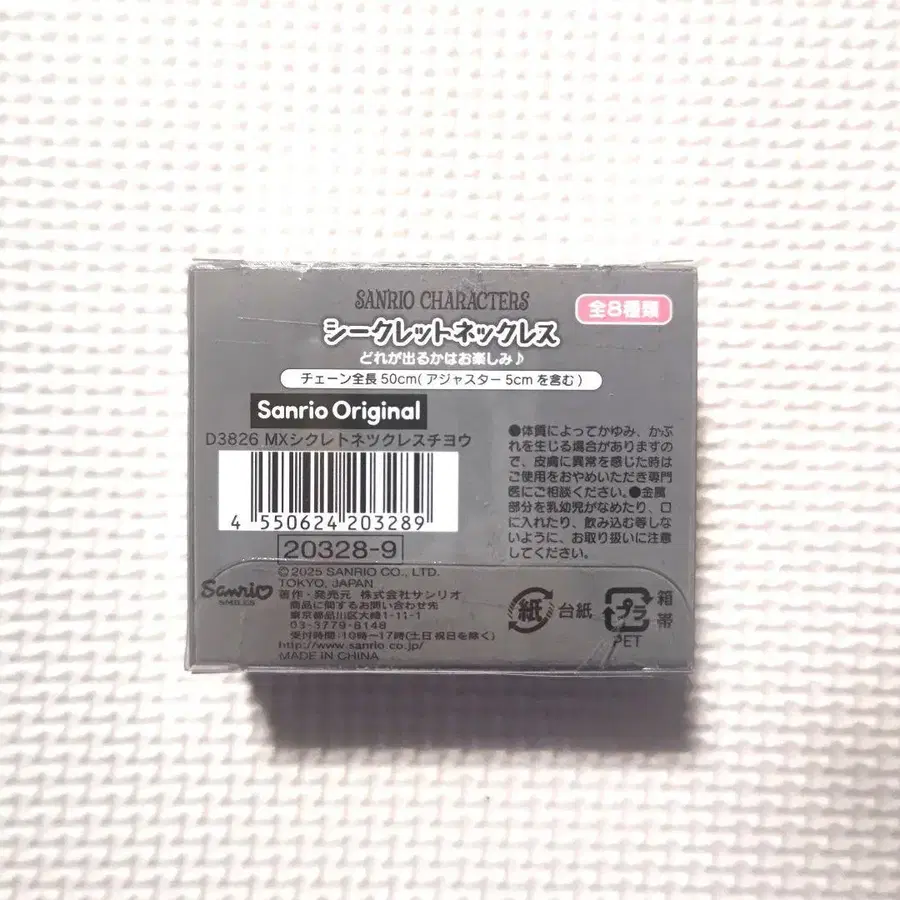 SANRIO CHARACTERS
全8種類
シークレットネックレス
どれが出るかはお楽しみ♪
チェーン全長 50cm( アジャスター 5cm を含む )
Sanrio Original
D3826 MXシクレトネツクレスチヨウ
4 550624 203289
20328-9
●体質によってかゆみ、かぶ
れを生じる場合がありますの
で、皮膚に異常を感じた時は
ご使用をおやめいただき専門
医にご相談ください。●金属
部分を乳幼児がなめたり、口
に入れたり、飲み込む等しな
いように、お取り扱いに注意
してください。
Sanrio
SMILES
© 2025 SANRIO CO., LTD.
TOKYO, JAPAN
著作・発売元 株式会社サンリオ
商品に関するお問い合わせ先
東京都品川区大崎1-11-1
03-3779-8148
受付時間:10時〜17時(土日祝日を除く)
http://www.sanrio.co.jp/
MADE IN CHINA
紙 台紙
プラ 箱 帯
PET